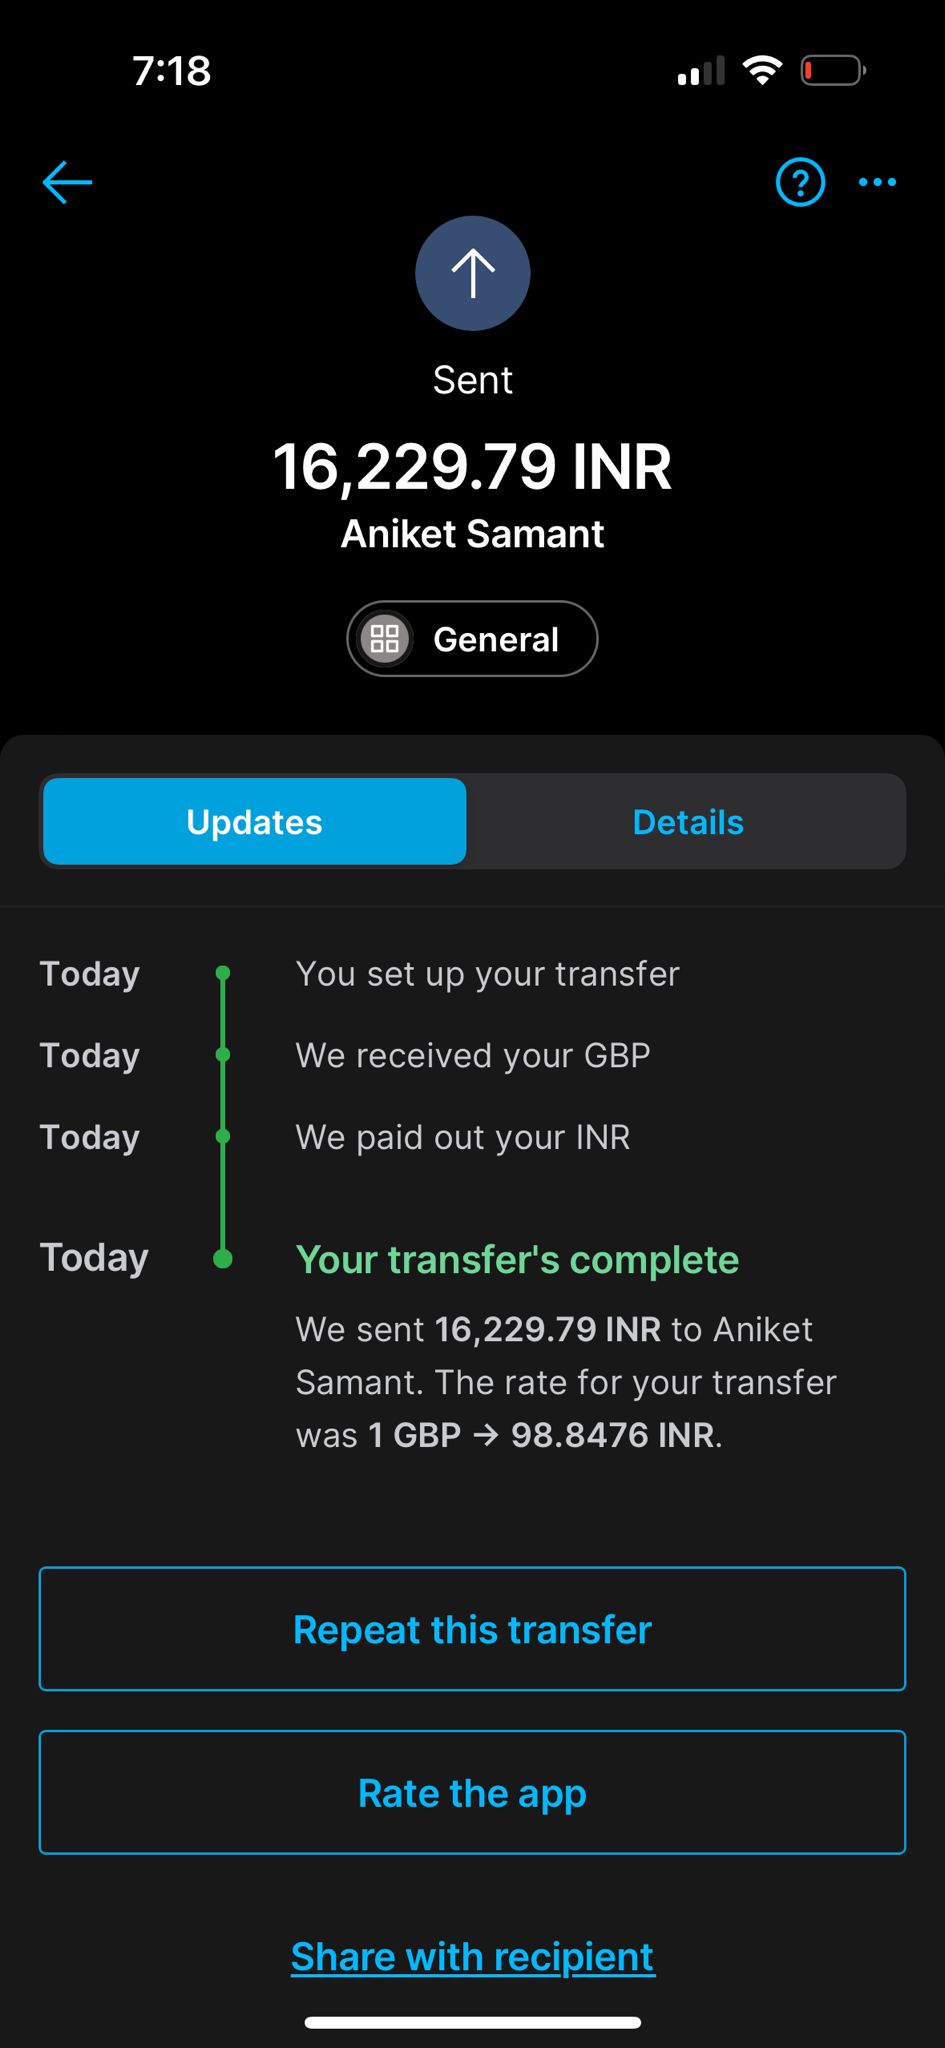 7:18
?
Sent
16,229.79 INR
Aniket Samant
General
Updates
Details
Today
You set up your transfer
Today
We received your GBP
Today
We paid out your INR
Today
Your transfer's complete
We sent 16,229.79 INR to Aniket
Samant. The rate for your transfer
was 1 GBP → 98.8476 INR.
Repeat this transfer
Rate the app
Share with recipient